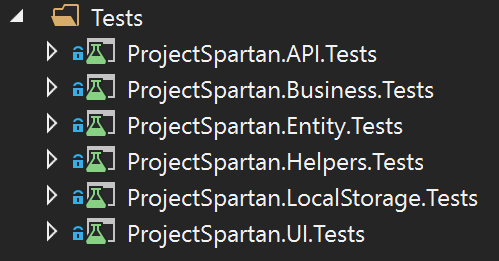 Tests
ProjectSpartan.API.Tests
ProjectSpartan.Business.Tests
ProjectSpartan.Entity.Tests
ProjectSpartan.Helpers.Tests
ProjectSpartan.LocalStorage.Tests
ProjectSpartan.UI.Tests